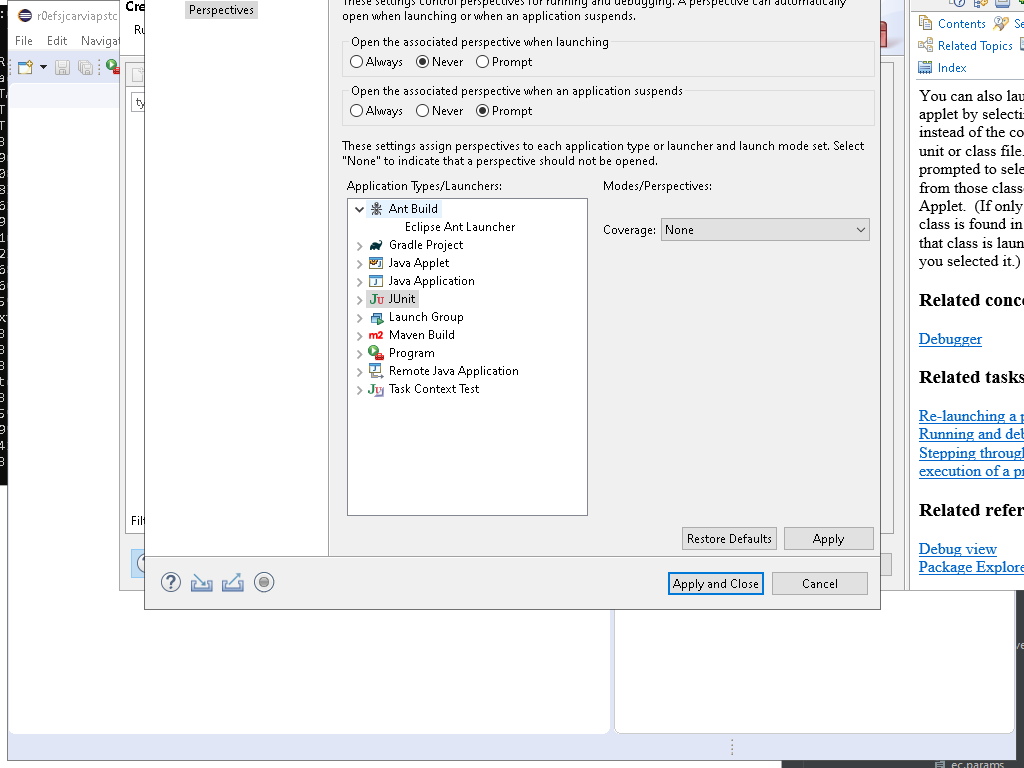 r0efsjcarviapstc
Cre
File Edit Navigat
Perspectives
These settings control perspectives for running and debugging. A perspective can automatically
open when launching or when an application suspends.
Open the associated perspective when launching
Always Never Prompt
Open the associated perspective when an application suspends
Always Never Prompt
These settings assign perspectives to each application type or launcher and launch mode set. Select
"None" to indicate that a perspective should not be opened.
Application Types/Launchers:
Modes/Perspectives:
Ant Build
Eclipse Ant Launcher
Gradle Project
Java Applet
Java Application
JUnit
Launch Group
Maven Build
Program
Remote Java Application
Task Context Test
Coverage: None
Restore Defaults Apply
Apply and Close Cancel
Contents Se
Related Topics
Index
You can also lau
applet by selecti
instead of the co
unit or class file.
prompted to sele
from those classe
Applet. (If only
class is found in
that class is laun
you selected it.)
Related conce
Debugger
Related tasks
Re-launching a p
Running and deb
Stepping through
execution of a pr
Related refer
Debug view
Package Explore
ec.params